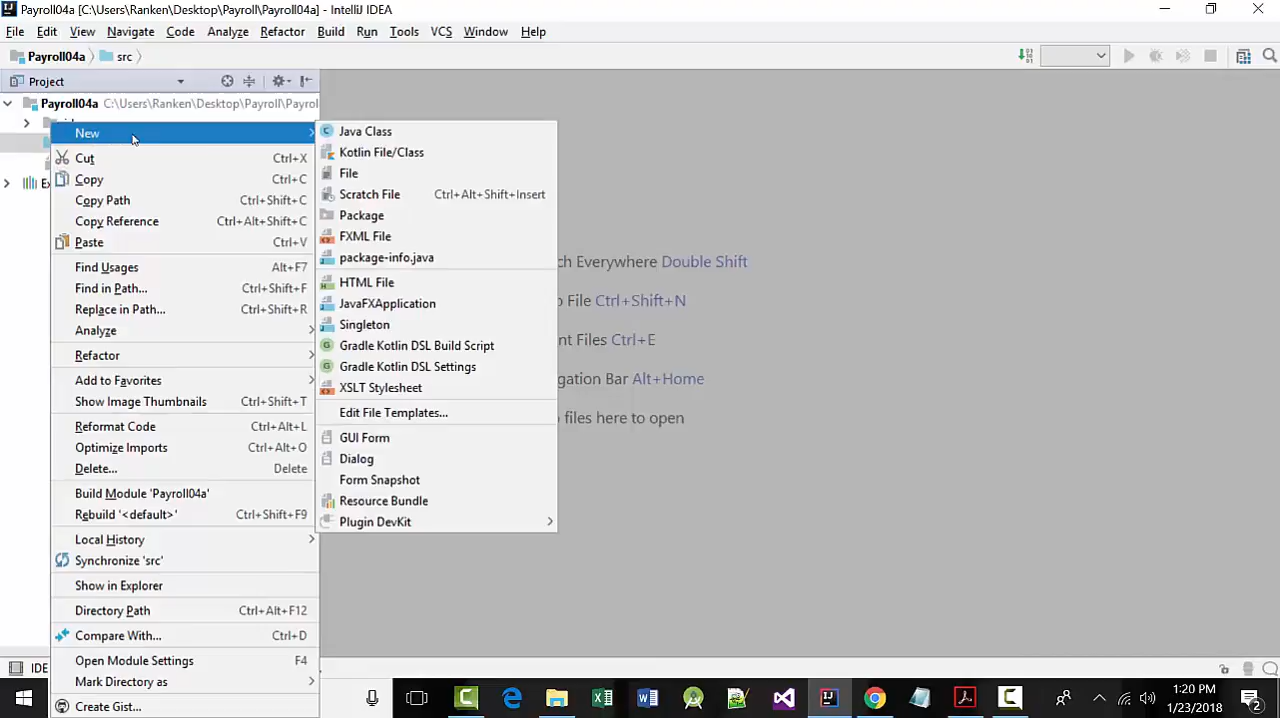 Payroll04a [C:\Users\Ranken\Desktop\Payroll\Payroll04a] - IntelliJ IDEA
File Edit View Navigate Code Analyze Refactor Build Run Tools VCS Window Help
Payroll04a src
Project
Payroll04a C:\Users\Ranken\Desktop\Payroll\Payrol
New
Cut Ctrl+X
Copy Ctrl+C
Copy Path Ctrl+Shift+C
Copy Reference Ctrl+Alt+Shift+C
Paste Ctrl+V
Find Usages Alt+F7
Find in Path... Ctrl+Shift+F
Replace in Path... Ctrl+Shift+R
Analyze
Refactor
Add to Favorites
Show Image Thumbnails Ctrl+Shift+T
Reformat Code Ctrl+Alt+L
Optimize Imports Ctrl+Alt+O
Delete... Delete
Build Module 'Payroll04a'
Rebuild '<default>' Ctrl+Shift+F9
Local History
Synchronize 'src'
Show in Explorer
Directory Path Ctrl+Alt+F12
Compare With... Ctrl+D
Open Module Settings F4
Mark Directory as
Create Gist...
Java Class
Kotlin File/Class
File
Scratch File Ctrl+Alt+Shift+Insert
Package
FXML File
package-info.java
HTML File
JavaFXApplication
Singleton
Gradle Kotlin DSL Build Script
Gradle Kotlin DSL Settings
XSLT Stylesheet
Edit File Templates...
GUI Form
Dialog
Form Snapshot
Resource Bundle
Plugin DevKit
ch Everywhere Double Shift
File Ctrl+Shift+N
nt Files Ctrl+E
gation Bar Alt+Home
files here to open
IDE
1:20 PM
1/23/2018
2